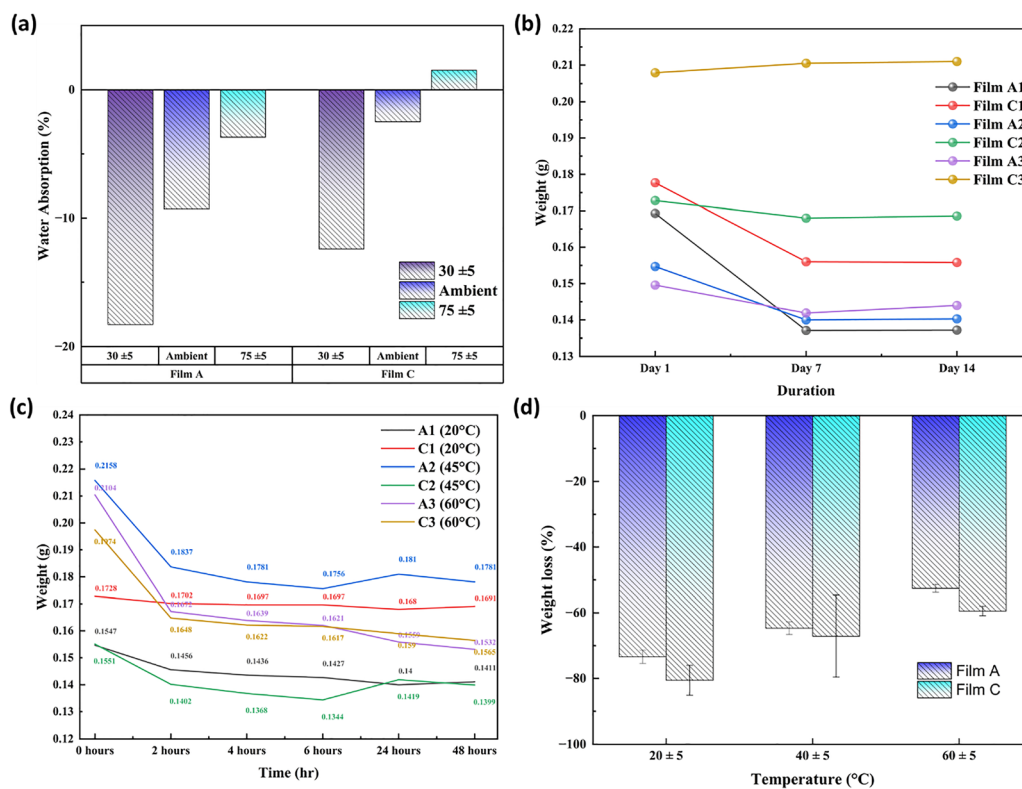 (a)
Water Absorption (%)
0
−10
−20
30 ±5
Ambient
75 ±5
30 ±5
Ambient
75 ±5
30 ±5
Ambient
75 ±5
Film A
Film C
(b)
Weight (g)
0.22
0.21
0.20
0.19
0.18
0.17
0.16
0.15
0.14
0.13
Film A1
Film C1
Film A2
Film C2
Film A3
Film C3
Day 1
Day 7
Day 14
Duration
(c)
Weight (g)
0.24
0.23
0.22
0.21
0.20
0.19
0.18
0.17
0.16
0.15
0.14
0.13
0.12
A1 (20°C)
C1 (20°C)
A2 (45°C)
C2 (45°C)
A3 (60°C)
C3 (60°C)
0.2158
0.1837
0.1781
0.1756
0.181
0.1781
0.2104
0.1672
0.1639
0.1621
0.1559
0.1532
0.1974
0.1648
0.1622
0.1617
0.159
0.1565
0.1728
0.1702
0.1697
0.1697
0.168
0.1691
0.1547
0.1456
0.1436
0.1427
0.14
0.1411
0.1551
0.1402
0.1368
0.1344
0.1419
0.1399
0 hours
2 hours
4 hours
6 hours
24 hours
48 hours
Time (hr)
(d)
Weight loss (%)
0
−20
−40
−60
−80
−100
Film A
Film C
20 ± 5
40 ± 5
60 ± 5
Temperature (°C)